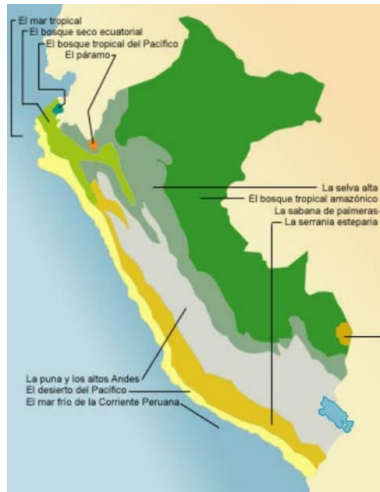 El mar tropical
El bosque seco ecuatorial
El bosque tropical del Pacífico
El páramo
La selva alta
El bosque tropical amazónico
La sabana de palmeras
La serrania esteparia
La puna y los altos Andes
El desierto del Pacífico
El mar frío de la Corriente Peruana